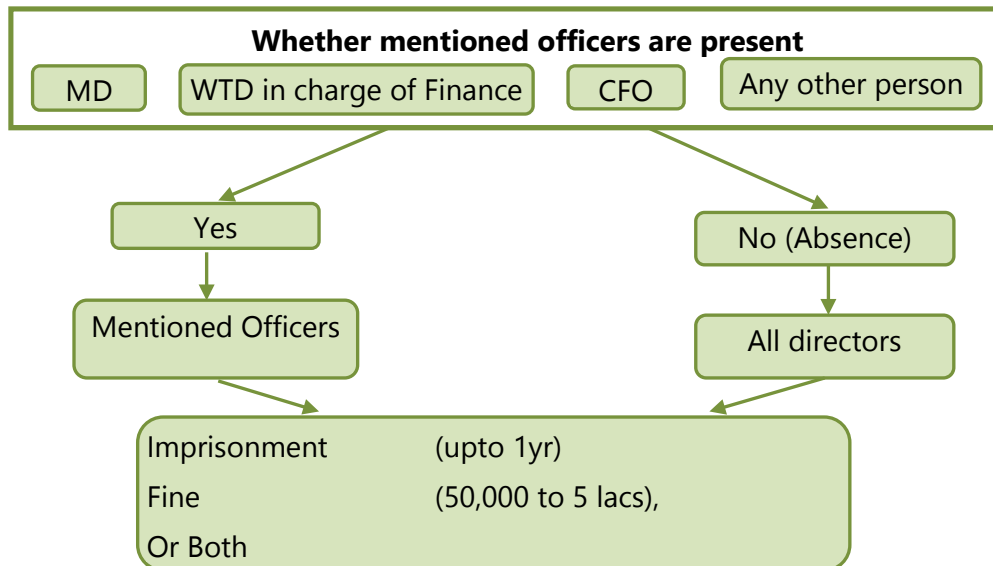 Whether mentioned officers are present
MD
WTD in charge of Finance
CFO
Any other person
Yes
No (Absence)
Mentioned Officers
All directors
Imprisonment (upto 1yr)
Fine (50,000 to 5 lacs),
Or Both